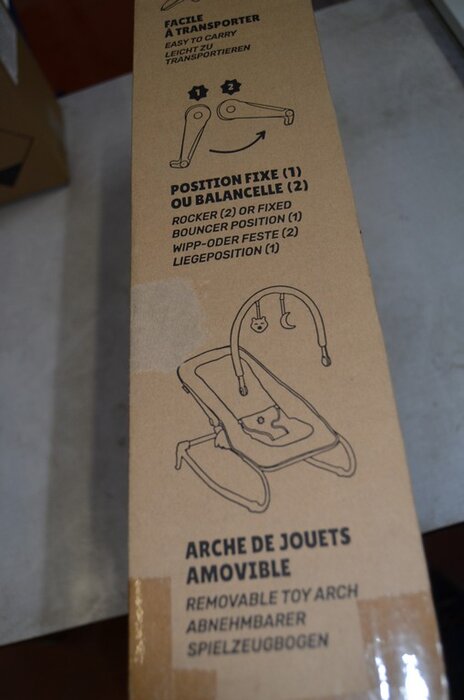 FACILE
À TRANSPORTER
EASY TO CARRY
LEICHT ZU
TRANSPORTIEREN
1 2
POSITION FIXE (1)
OU BALANCELLE (2)
ROCKER (2) OR FIXED
BOUNCER POSITION (1)
WIPP-ODER FESTE (2)
LIEGEPOSITION (1)
ARCHE DE JOUETS
AMOVIBLE
REMOVABLE TOY ARCH
ABNEHMBARER
SPIELZEUGBOGEN